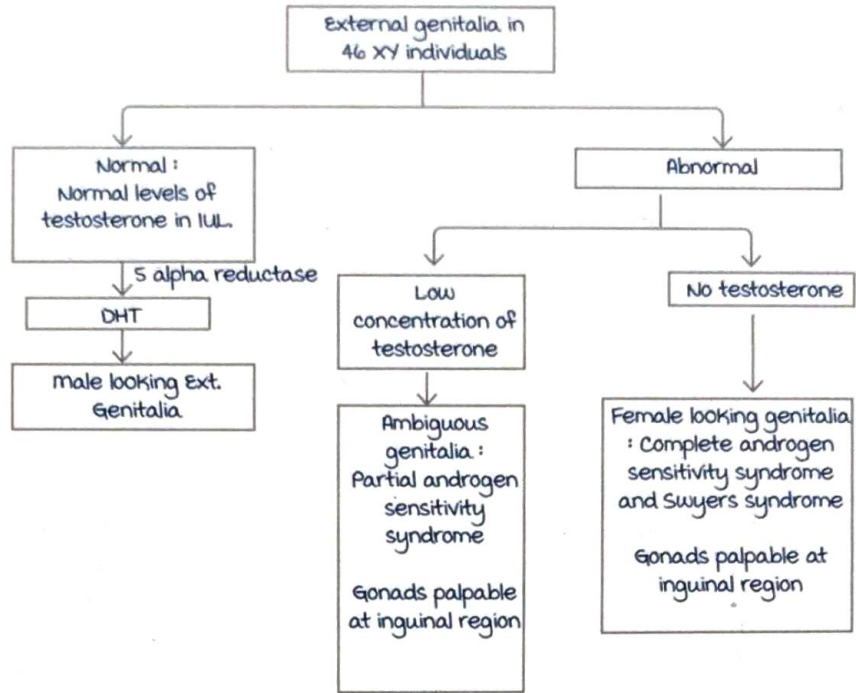 External genitalia in
46 XY individuals
Normal :
Normal levels of
testosterone in IUL.
5 alpha reductase
DHT
male looking Ext.
Genitalia
Abnormal
Low
concentration of
testosterone
Ambiguous
genitalia :
Partial androgen
sensitivity
syndrome
Gonads palpable
at inguinal region
No testosterone
Female looking genitalia
: Complete androgen
sensitivity syndrome
and Swyers syndrome
Gonads palpable at
inguinal region